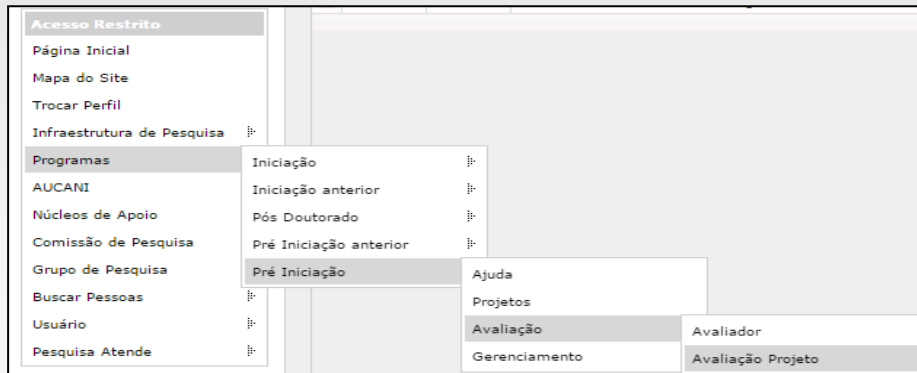 Acesso Restrito
Página Inicial
Mapa do Site
Trocar Perfil
Infraestrutura de Pesquisa
Programas
AUCANI
Núcleos de Apoio
Comissão de Pesquisa
Grupo de Pesquisa
Buscar Pessoas
Usuário
Pesquisa Atende
Iniciação
Iniciação anterior
Pós Doutorado
Pré Iniciação anterior
Pré Iniciação
Ajuda
Projetos
Avaliação
Gerenciamento
Avaliador
Avaliação Projeto